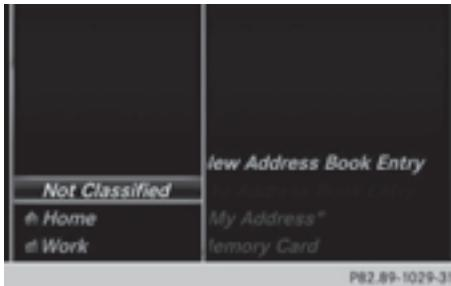 lew Address Book Entry
Not Classified
Home
My Address"
Work
lemory Card
P82.89-1029-31